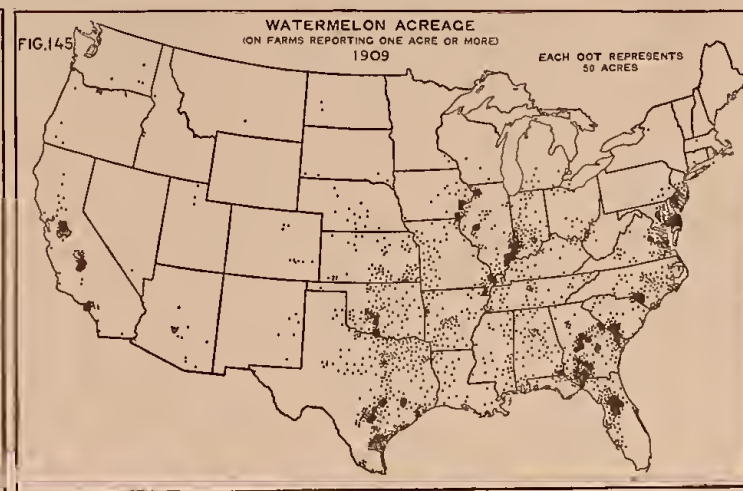 FIG.145
WATERMELON ACREAGE
(ON FARMS REPORTING ONE ACRE OR MORE)
1909
EACH DOT REPRESENTS
50 ACRES